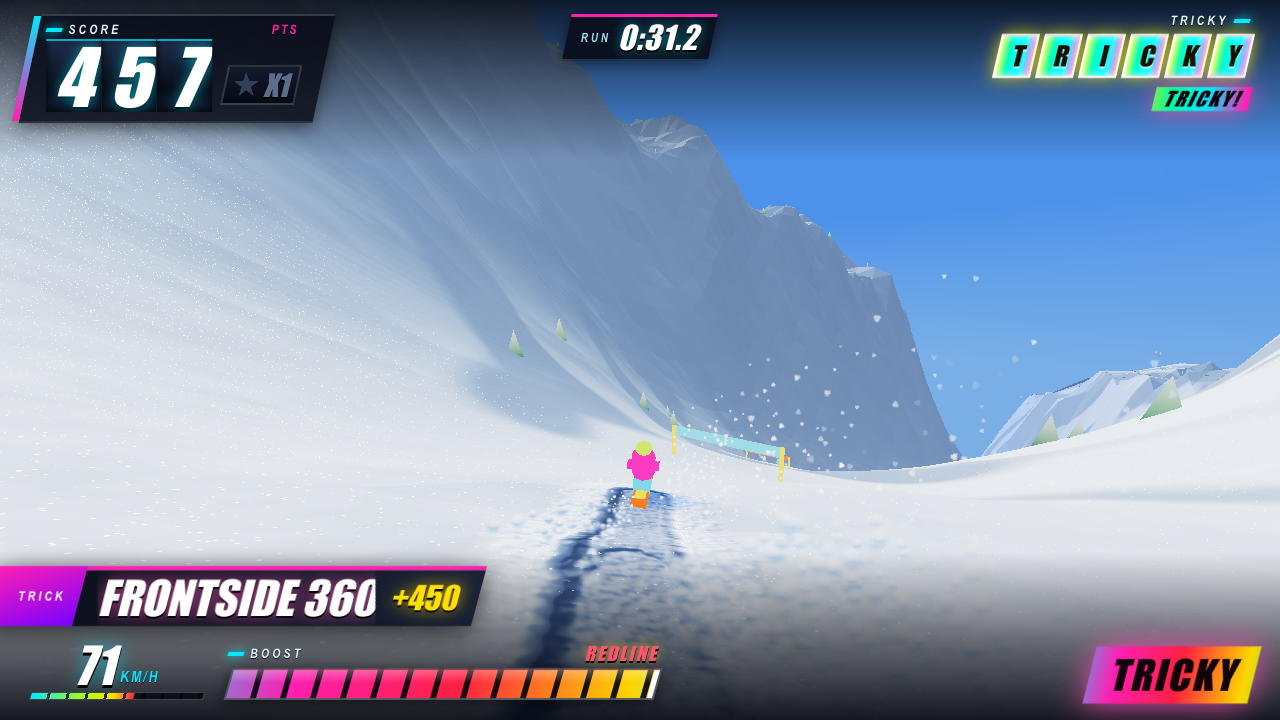 SCORE PTS
457
X1
RUN 0:31.2
TRICKY
TRICKY
TRICKY!
TRICK FRONTSIDE 360 +450
71 KM/H
BOOST REDLINE
TRICKY